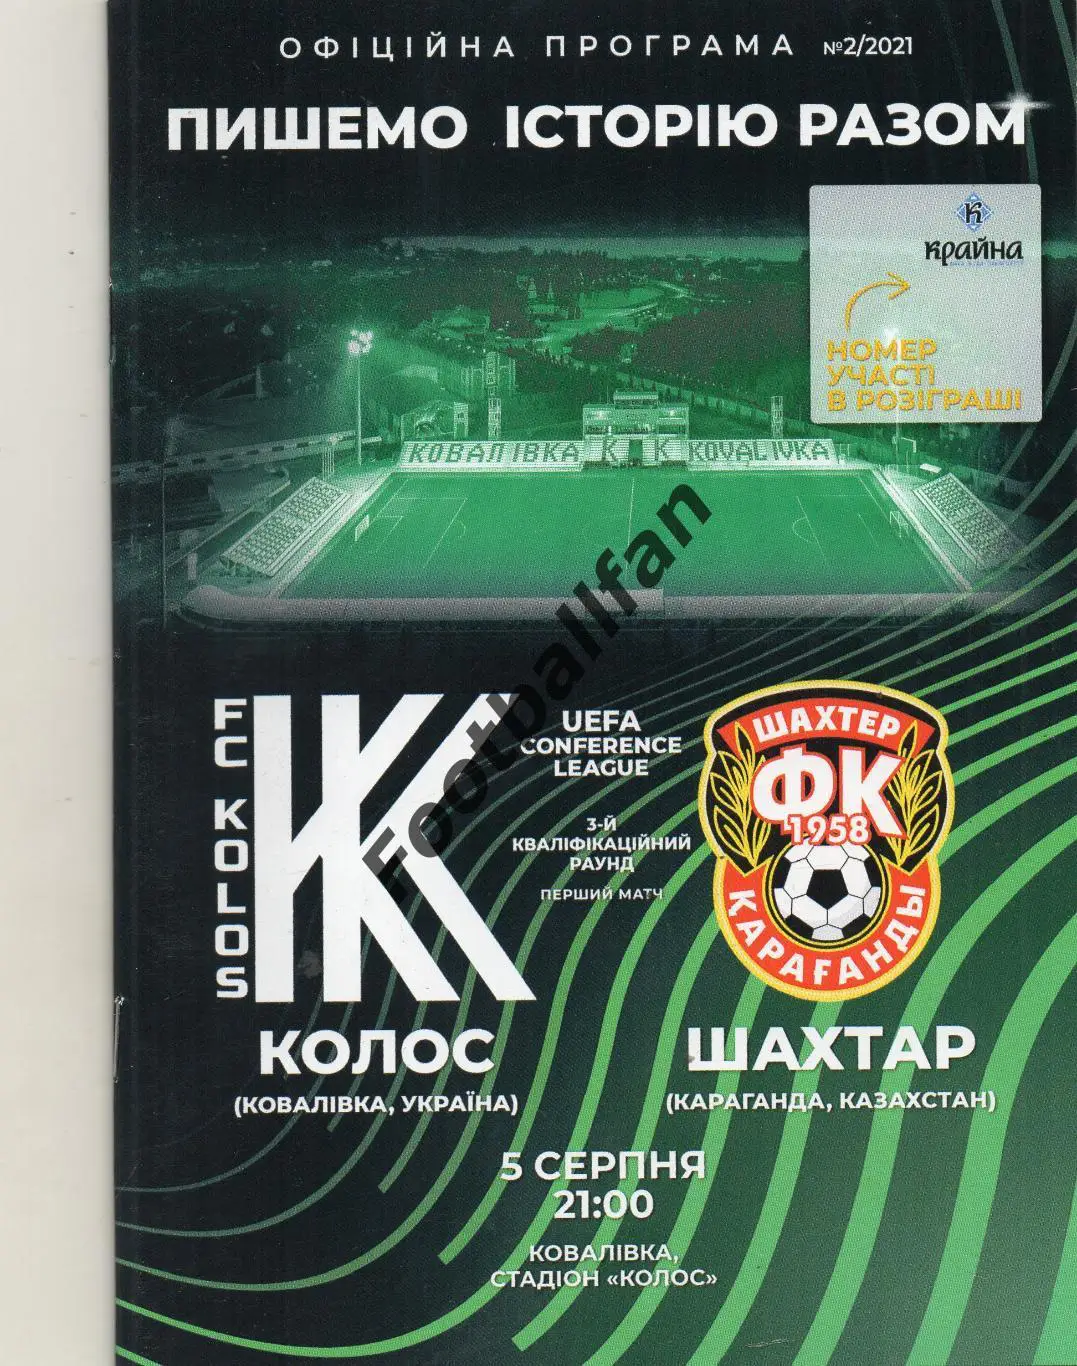 ОФІЦІЙНА ПРОГРАМА №2/2021
ПИШЕМО ІСТОРІЮ РАЗОМ
К
Крайна
НОМЕР
УЧАСТІ
В РОЗІГРАШІ
КОВАЛІВКА К К KOVALIVKA
Footballfan
FC KOLOS
UEFA
CONFERENCE
LEAGUE
3-Й
КВАЛІФІКАЦІЙНИЙ
РАУНД
ПЕРШИЙ МАТЧ
ШАХТЕР
ФК
1958
ҚАРАҒАНДЫ
КОЛОС
(КОВАЛІВКА, УКРАЇНА)
ШАХТАР
(КАРАГАНДА, КАЗАХСТАН)
5 СЕРПНЯ
21:00
КОВАЛІВКА,
СТАДІОН «КОЛОС»